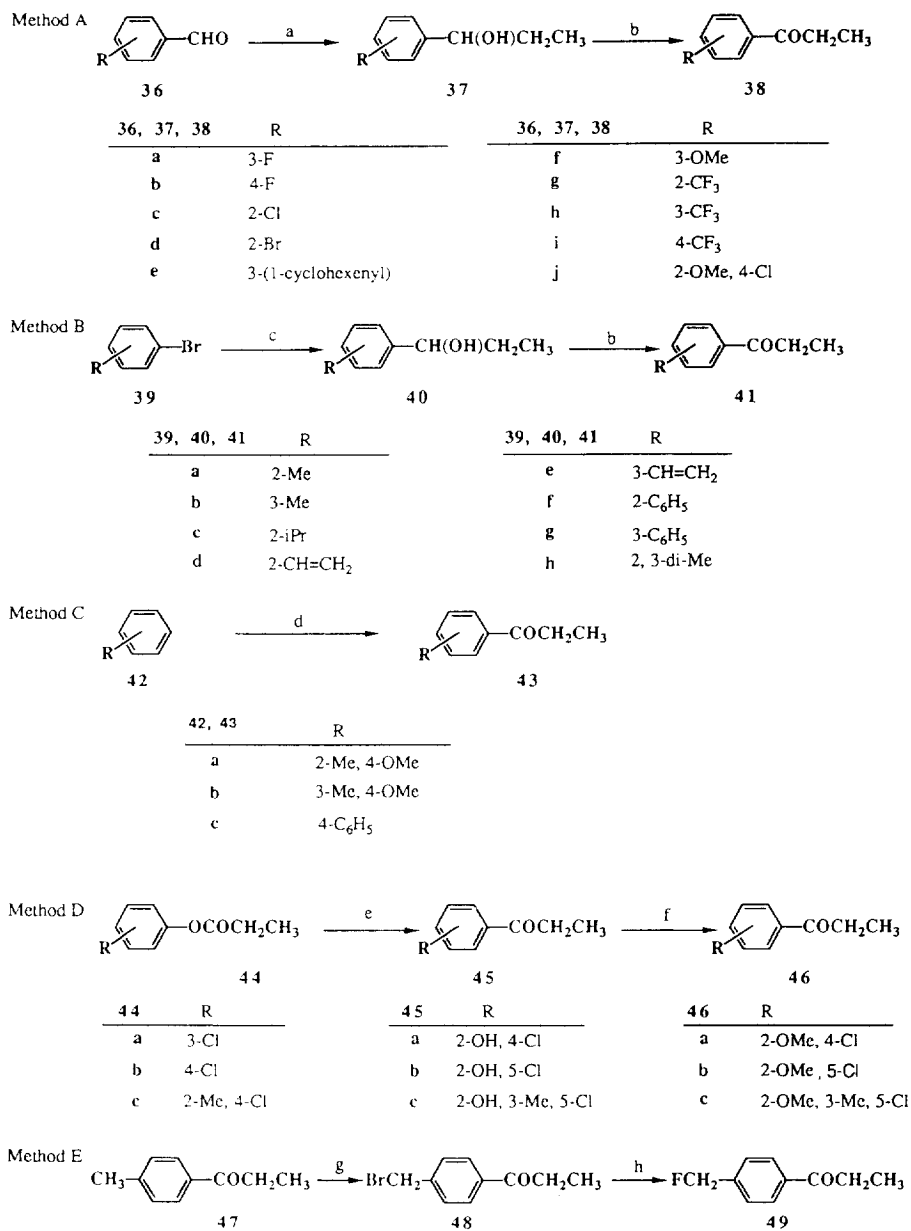 Method A
R CHO a R CH(OH)CH₂CH₃ b R COCH₂CH₃
36 37 38
36, 37, 38 R 36, 37, 38 R
a 3-F f 3-OMe
b 4-F g 2-CF₃
c 2-Cl h 3-CF₃
d 2-Br i 4-CF₃
e 3-(1-cyclohexenyl) j 2-OMe, 4-Cl
Method B
R Br c R CH(OH)CH₂CH₃ b R COCH₂CH₃
39 40 41
39, 40, 41 R 39, 40, 41 R
a 2-Me e 3-CH=CH₂
b 3-Me f 2-C₆H₅
c 2-iPr g 3-C₆H₅
d 2-CH=CH₂ h 2, 3-di-Me
Method C
R d R COCH₂CH₃
42 43
42, 43 R
a 2-Me, 4-OMe
b 3-Me, 4-OMe
c 4-C₆H₅
Method D
R OCOCH₂CH₃ e R COCH₂CH₃ f R COCH₂CH₃
44 45 46
44 R 45 R 46 R
a 3-Cl a 2-OH, 4-Cl a 2-OMe, 4-Cl
b 4-Cl b 2-OH, 5-Cl b 2-OMe, 5-Cl
c 2-Me, 4-Cl c 2-OH, 3-Me, 5-Cl c 2-OMe, 3-Me, 5-Cl
Method E
CH₃ COCH₂CH₃ g BrCH₂ COCH₂CH₃ h FCH₂ COCH₂CH₃
47 48 49